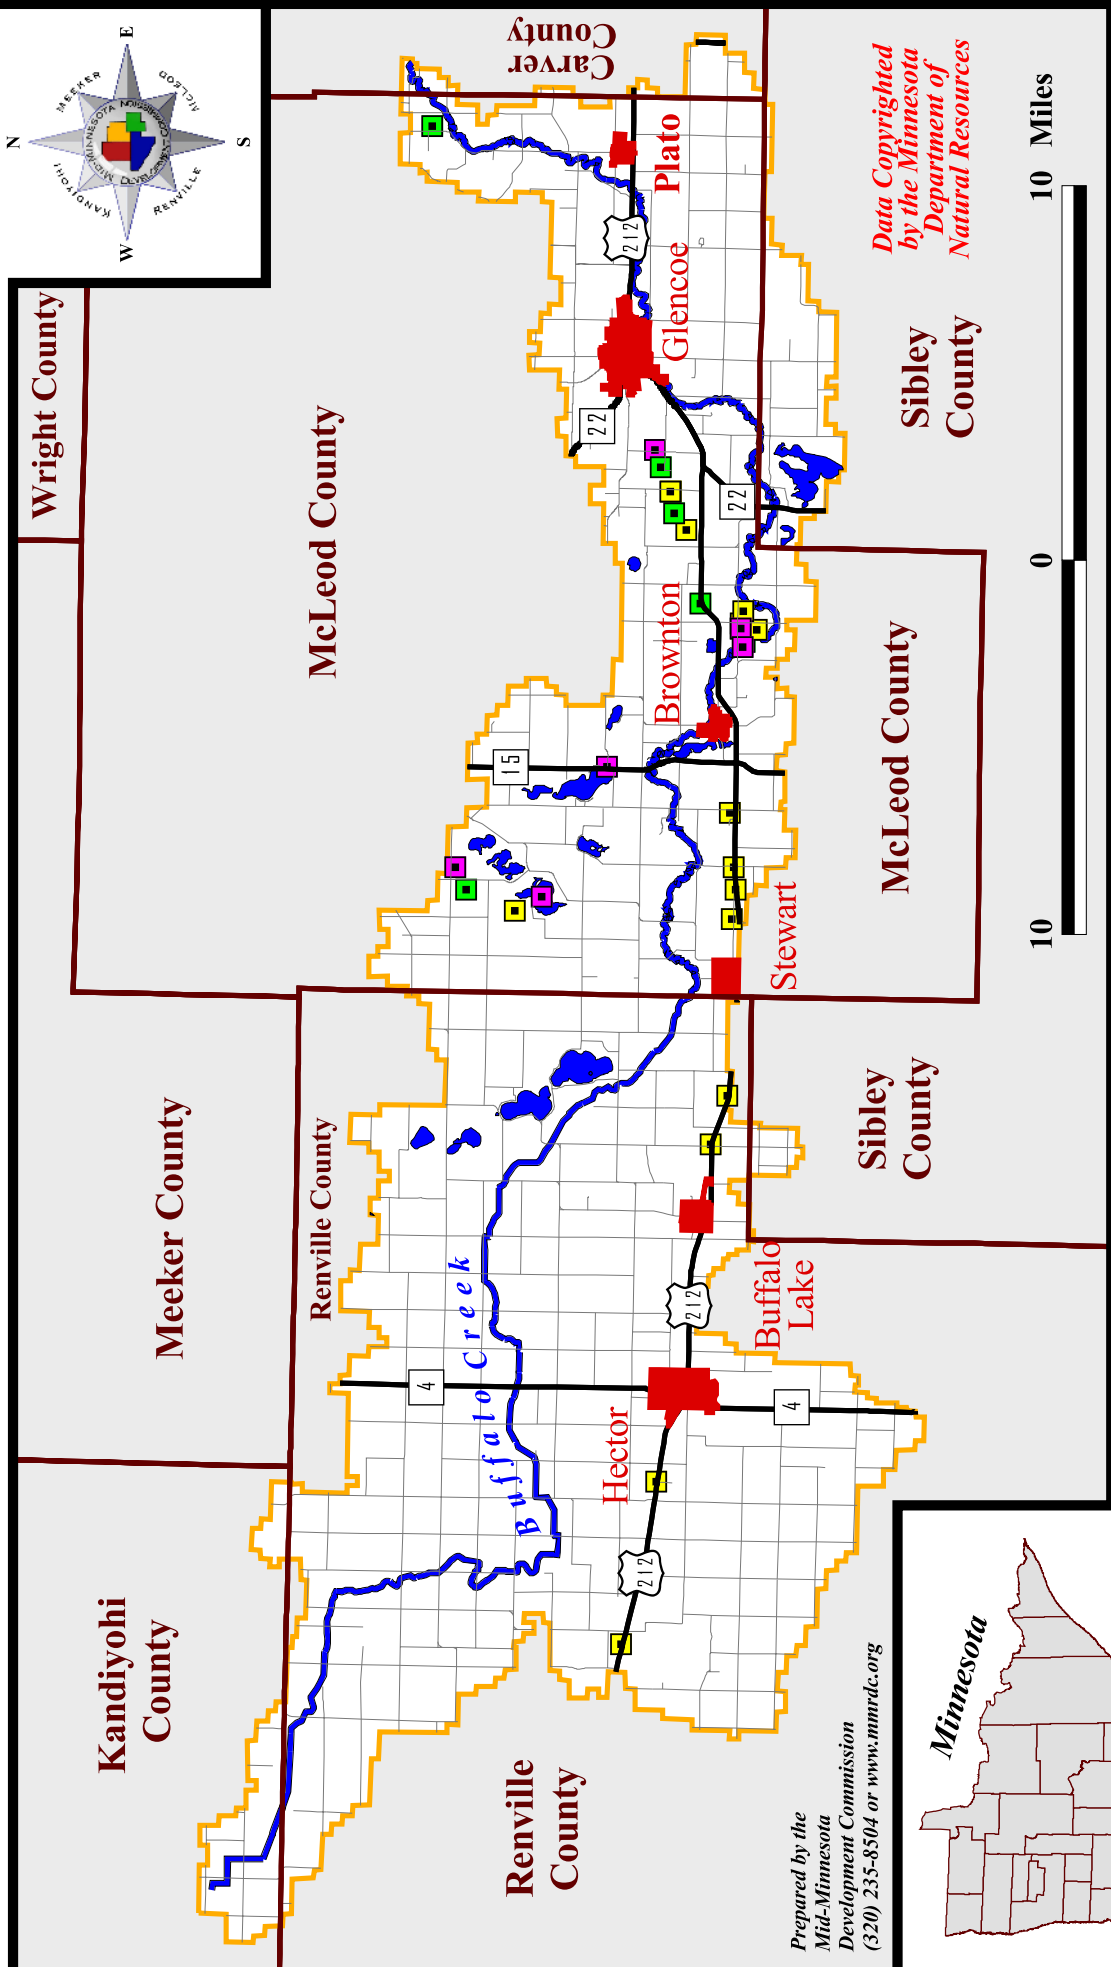 N
E
S
W
MEEKER
MCLEOD
RENVILLE
KANDIYOHI
MID-MINNESOTA
Wright County
Carver
County
McLeod County
Meeker County
Kandiyohi
County
Renville County
Renville
County
Sibley
County
McLeod County
Sibley
County
Plato
Glencoe
Brownton
Stewart
Buffalo
Lake
Hector
Buffalo Creek
212
22
22
15
212
4
4
212
Data Copyrighted
by the Minnesota
Department of
Natural Resources
10 0 10 Miles
Prepared by the
Mid-Minnesota
Development Commission
(320) 235-8504 or www.mmrdc.org
Minnesota